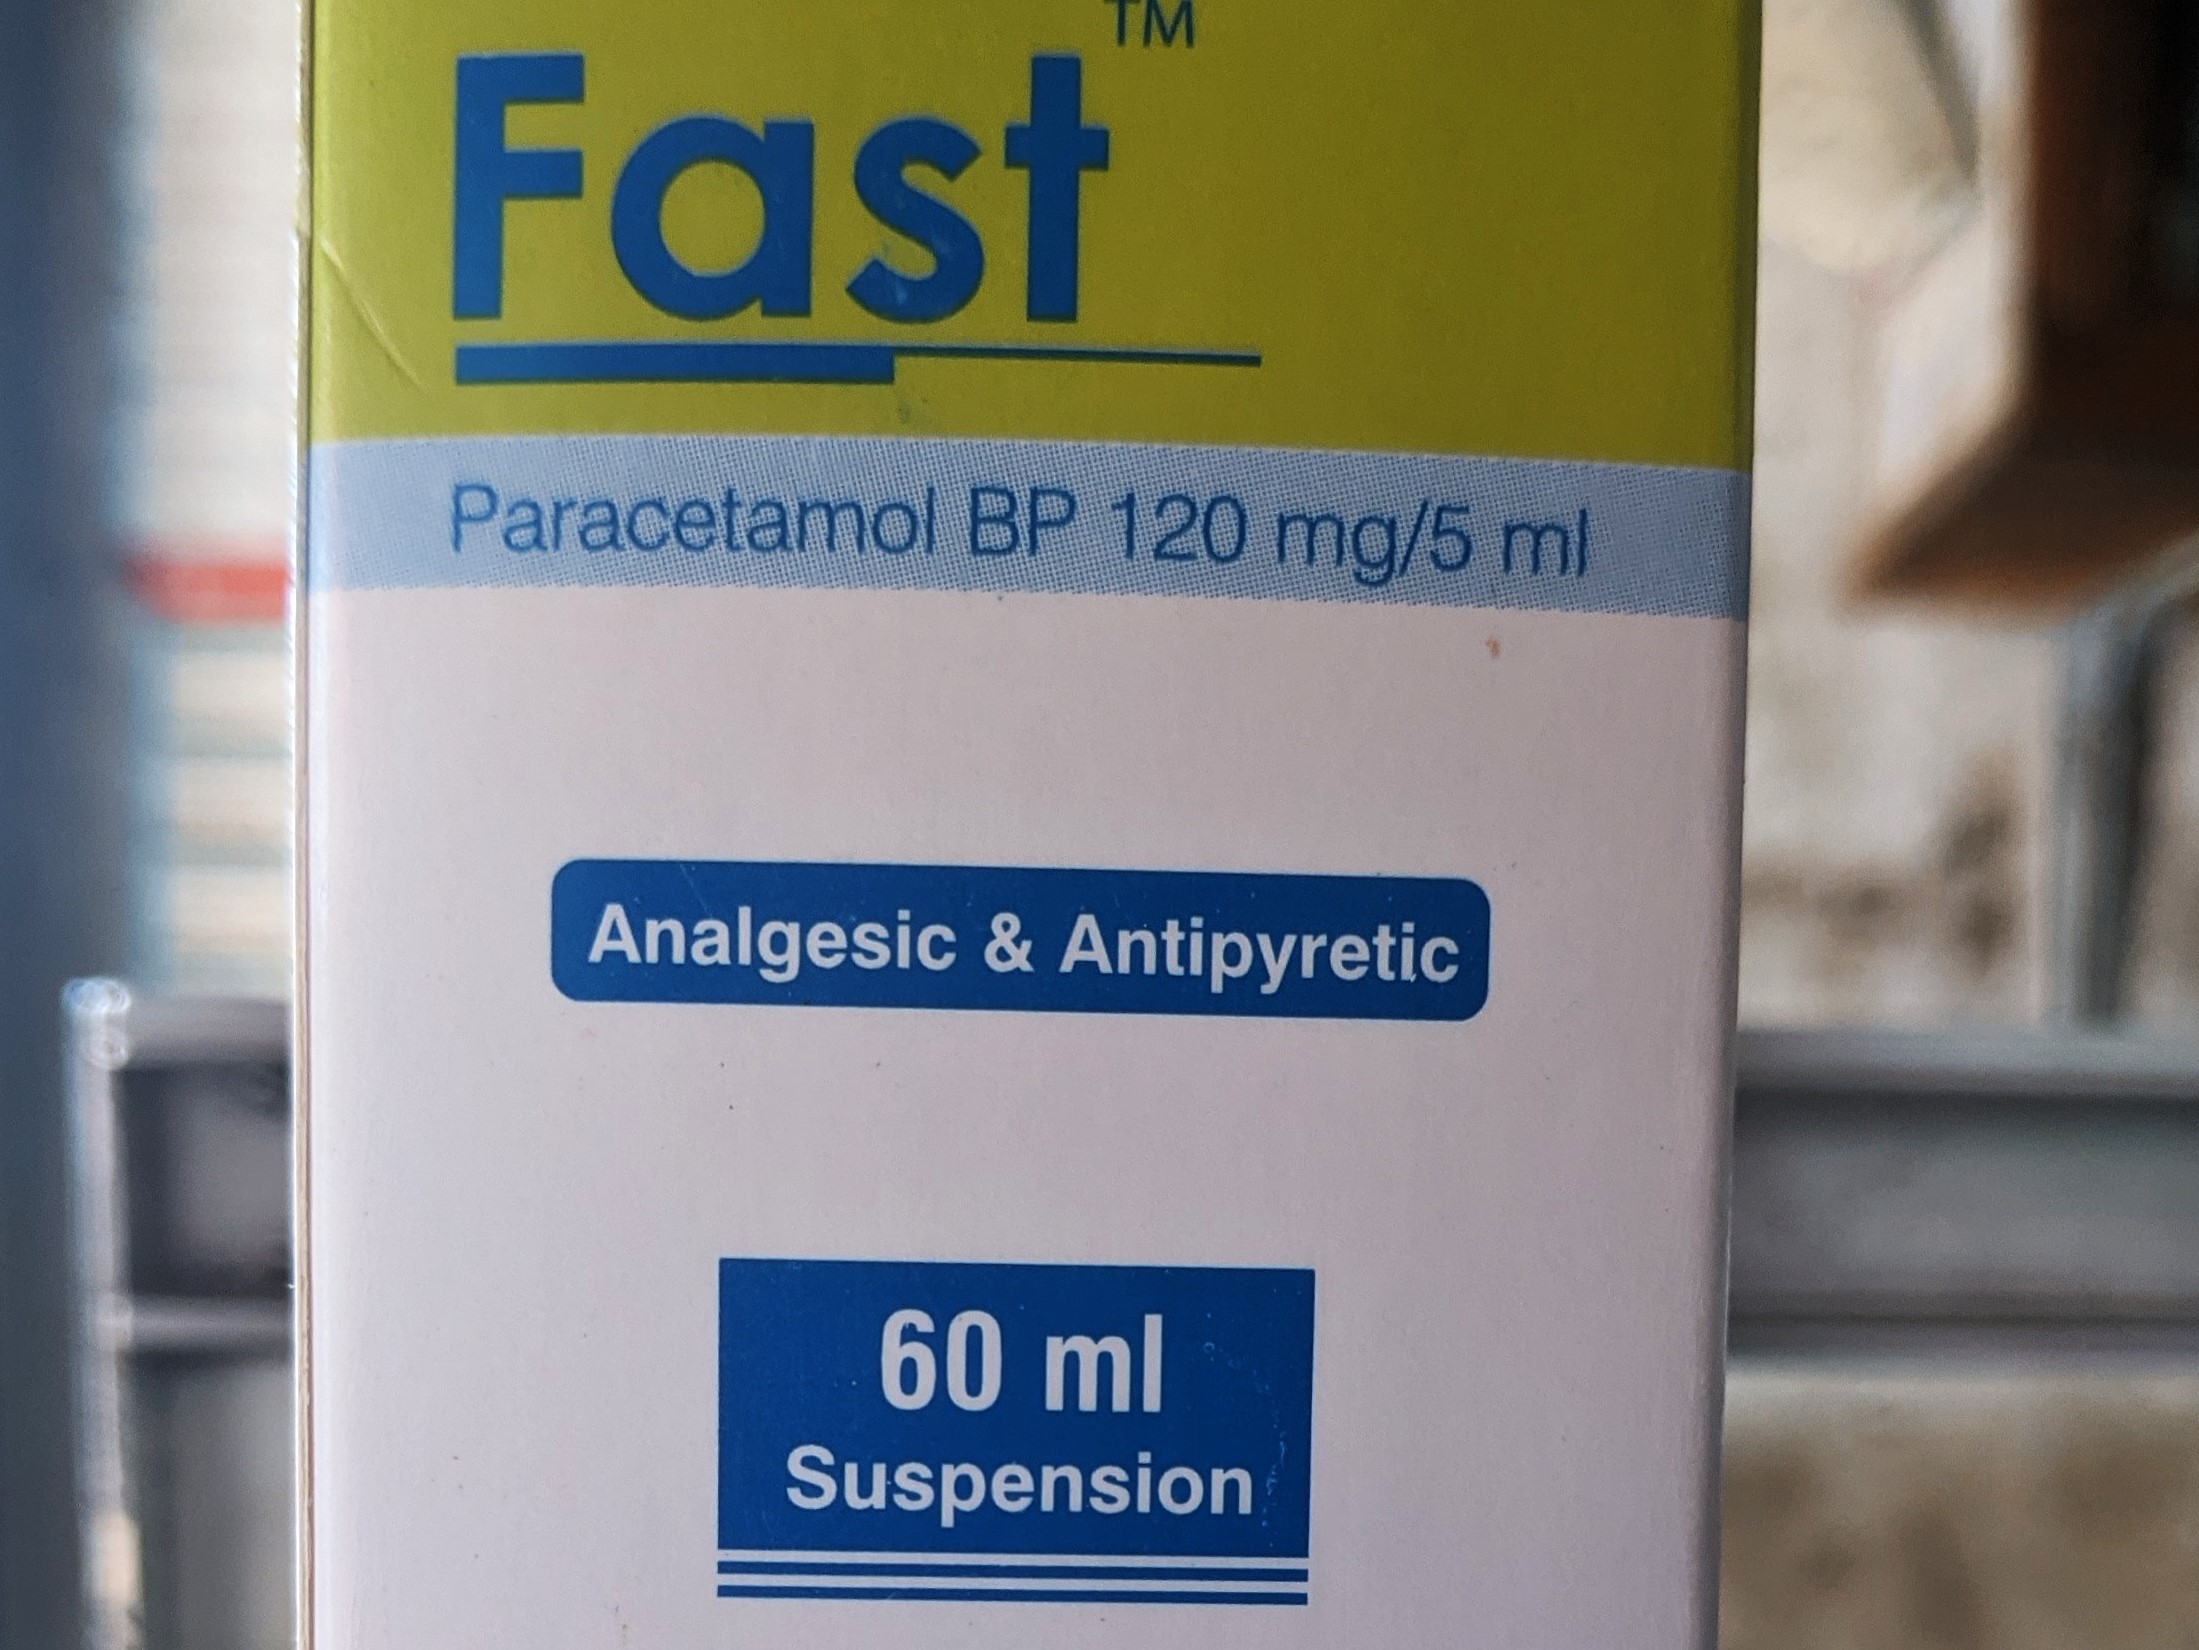 Fast™
Paracetamol BP 120 mg/5 ml
Analgesic & Antipyretic
60 ml
Suspension